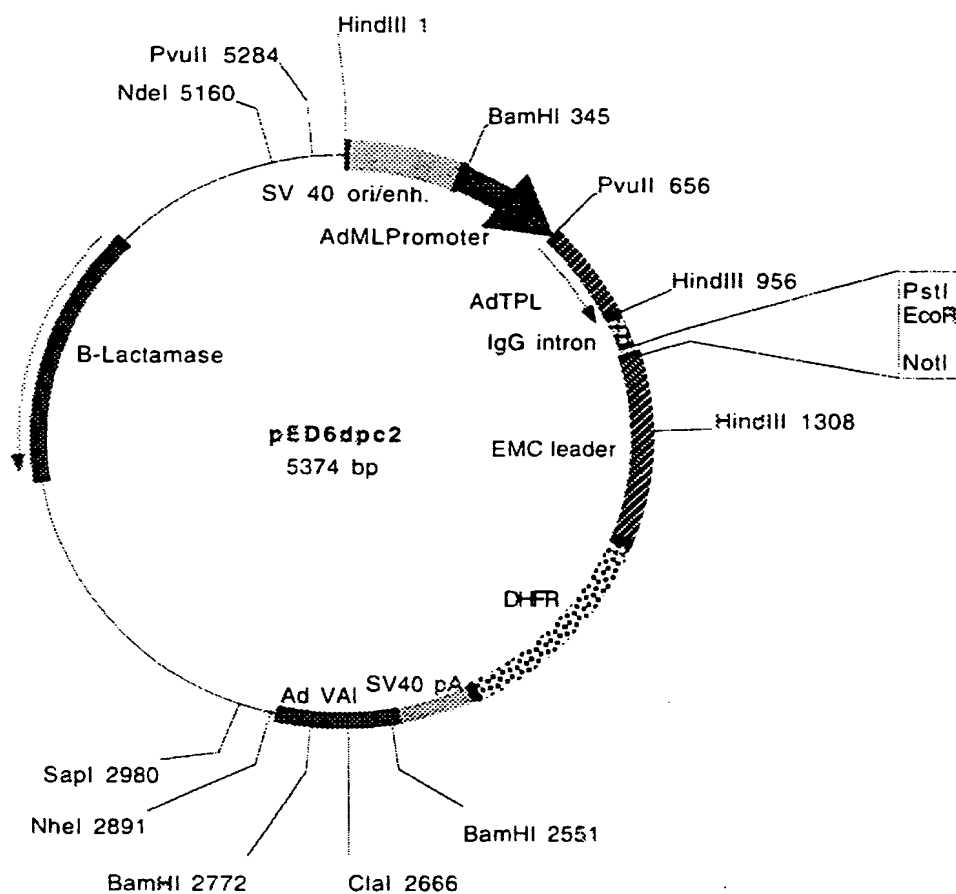 HindIII 1
PvuII 5284
NdeI 5160
BamHI 345
SV 40 ori/enh.
PvuII 656
AdMLPromoter
HindIII 956
AdTPL
PstI
EcoR
IgG intron
NotI
B-Lactamase
HindIII 1308
pED6dpc2
EMC leader
5374 bp
DHFR
SV40 pA
Ad VAI
SapI 2980
NheI 2891
BamHI 2551
BamHI 2772
ClaI 2666